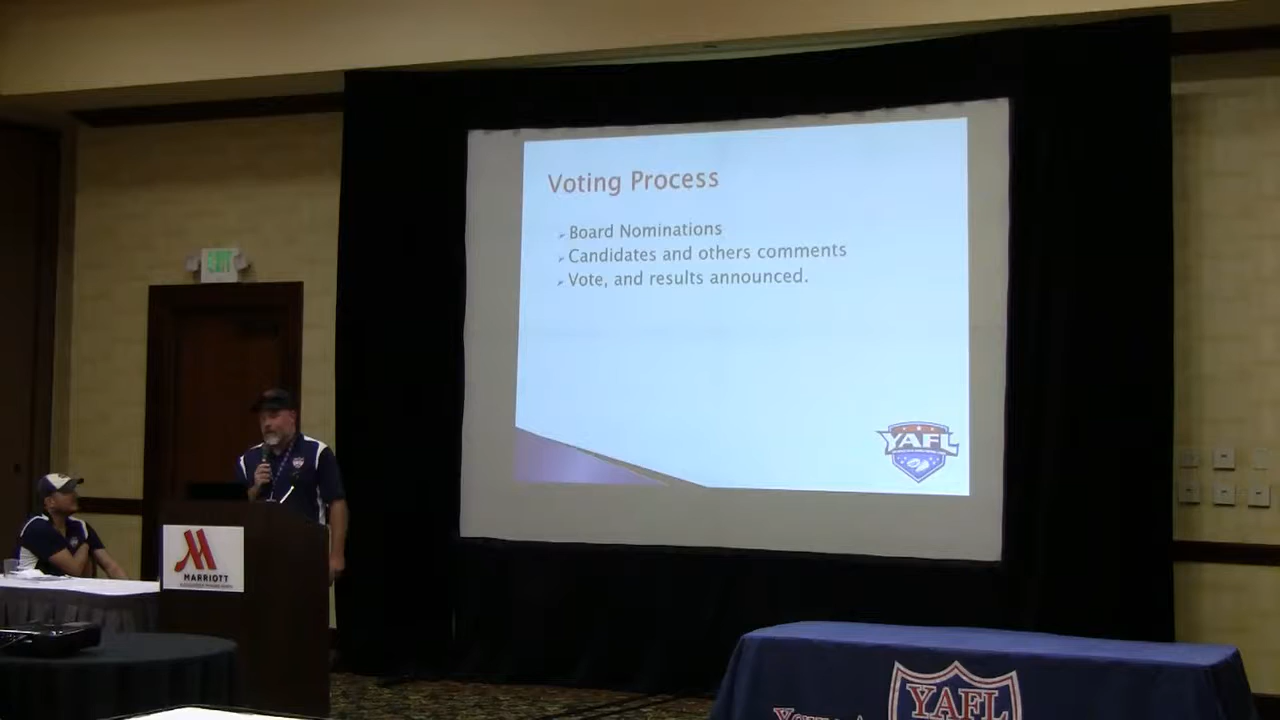 EXIT
Voting Process
➢ Board Nominations
➢ Candidates and others comments
➢ Vote, and results announced.
YAFL
MARRIOTT
YAFL